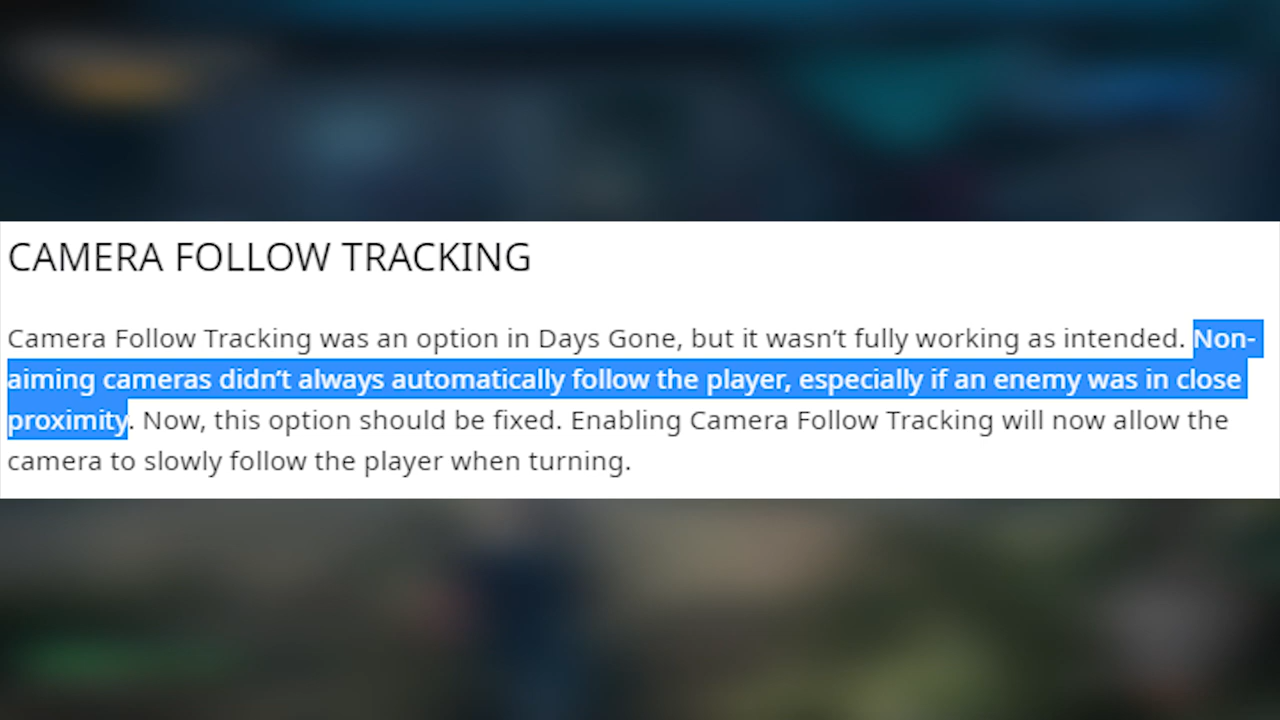 CAMERA FOLLOW TRACKING
Camera Follow Tracking was an option in Days Gone, but it wasn’t fully working as intended. Non-
aiming cameras didn’t always automatically follow the player, especially if an enemy was in close
proximity. Now, this option should be fixed. Enabling Camera Follow Tracking will now allow the
camera to slowly follow the player when turning.